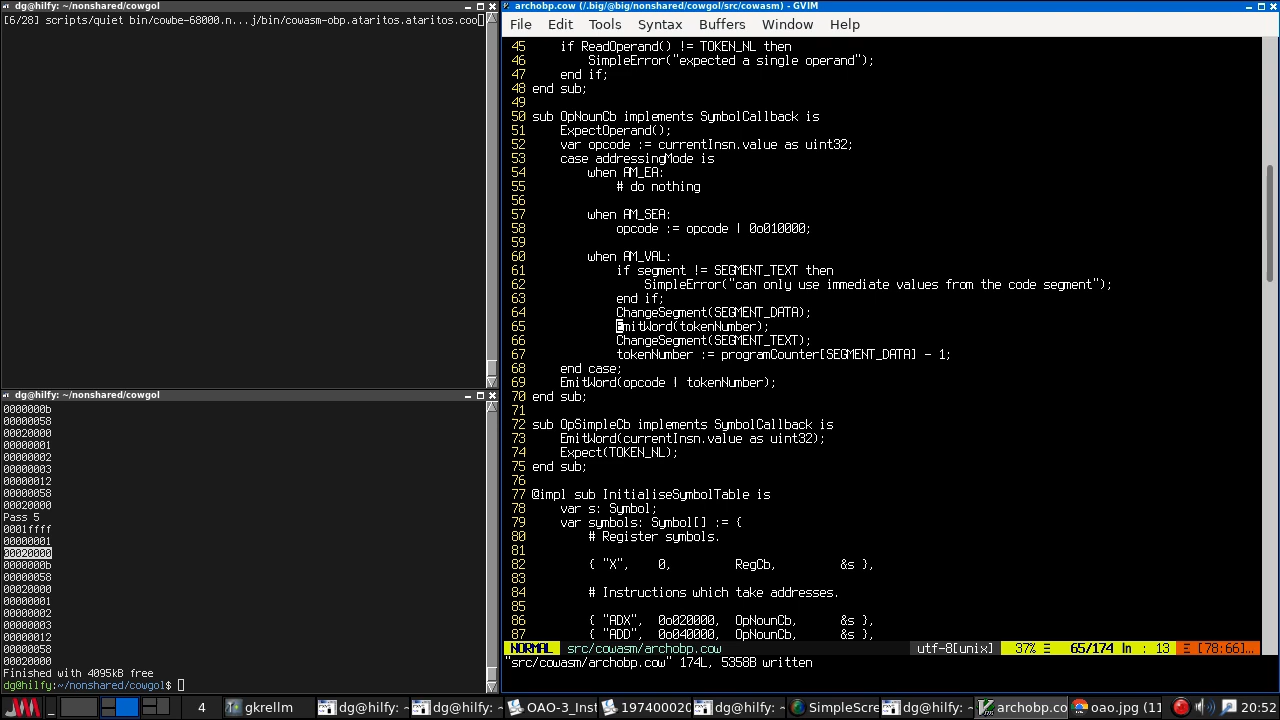 dg@hilfy: ~/nonshared/cowgol
[6/28] scripts/quiet bin/cowbe-60000.n...j/bin/cowasm-obp.ataritos.ataritos.coo
dg@hilfy: ~/nonshared/cowgol
0000000b
00000058
00020000
00000001
00000002
00000003
00000012
00000058
00020000
Pass 5
0001ffff
00000001
00020000
0000000b
00000058
00020000
00000001
00000002
00000003
00000012
00000058
00020000
Finished with 4095kB free
dg@hilfy:~/nonshared/cowgol$
archobp.cow (/.big/@big/nonshared/cowgol/src/cowasm) - GVIM
File Edit Tools Syntax Buffers Window Help
45     if ReadOperand() != TOKEN_NL then
46         SimpleError("expected a single operand");
47     end if;
48 end sub;
49
50 sub OpNounCb implements SymbolCallback is
51     ExpectOperand();
52     var opcode := currentInsn.value as uint32;
53     case addressingMode is
54         when AM_EA:
55             # do nothing
56
57         when AM_SEA:
58             opcode := opcode | 0o010000;
59
60         when AM_VAL:
61             if segment != SEGMENT_TEXT then
62                 SimpleError("can only use immediate values from the code segment");
63             end if;
64             ChangeSegment(SEGMENT_DATA);
65             EmitWord(tokenNumber);
66             ChangeSegment(SEGMENT_TEXT);
67             tokenNumber := programCounter[SEGMENT_DATA] - 1;
68     end case;
69     EmitWord(opcode | tokenNumber);
70 end sub;
71
72 sub OpSimpleCb implements SymbolCallback is
73     EmitWord(currentInsn.value as uint32);
74     Expect(TOKEN_NL);
75 end sub;
76
77 @impl sub InitialiseSymbolTable is
78     var s: Symbol;
79     var symbols: Symbol[] := {
80         # Register symbols.
81
82         { "X",    0,          RegCb,         &s },
83
84         # Instructions which take addresses.
85
86         { "ADX",  0o020000,   OpNounCb,      &s },
87         { "ADD",  0o040000,   OpNounCb,      &s },
NORMAL src/cowasm/archobp.cow utf-8[unix] 37% ☰ 65/174 ln : 13 Ξ [78:66]…
"src/cowasm/archobp.cow" 174L, 5358B written
4 gkrellm dg@hilfy: ~ dg@hilfy: ~ OAO-3_Inst 197400020 dg@hilfy: ~ SimpleScre dg@hilfy: ~ archobp.co oao.jpg (11 20:52